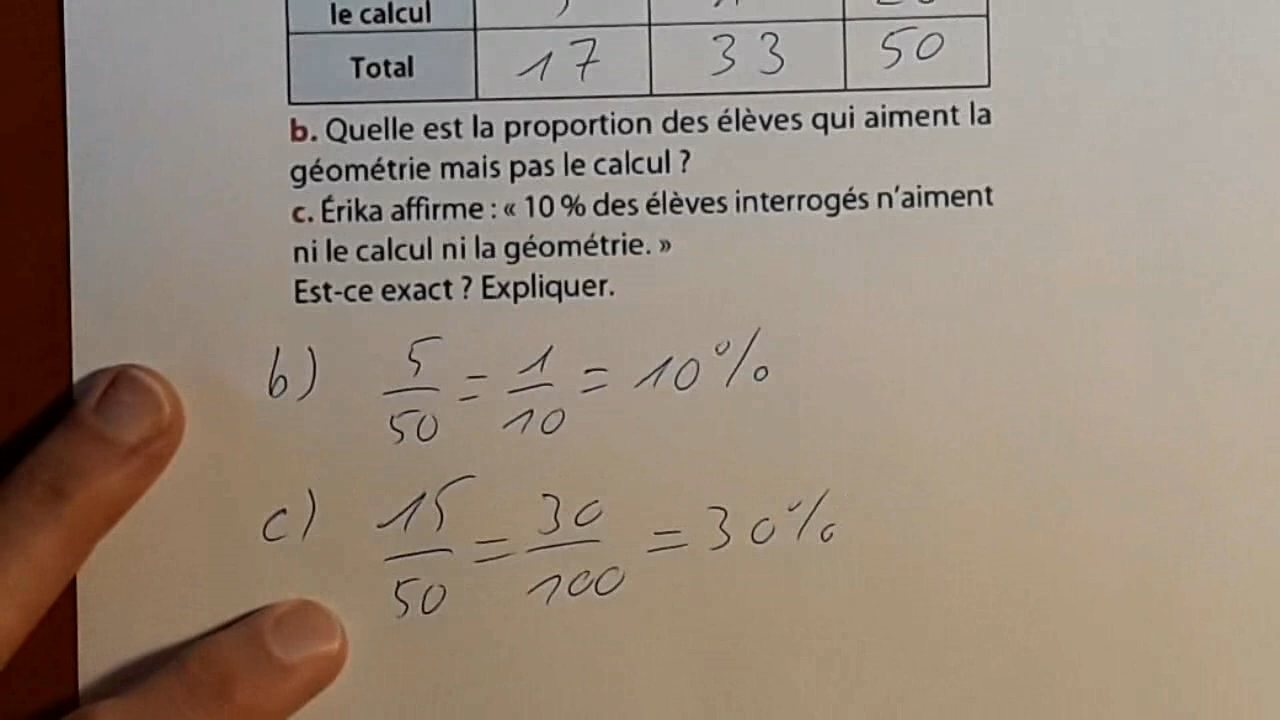 le calcul
Total 17 33 50
b. Quelle est la proportion des élèves qui aiment la
géométrie mais pas le calcul ?
c. Érika affirme : « 10 % des élèves interrogés n’aiment
ni le calcul ni la géométrie. »
Est-ce exact ? Expliquer.
b) 5/50 = 1/10 = 10%
c) 15/50 = 30/100 = 30%